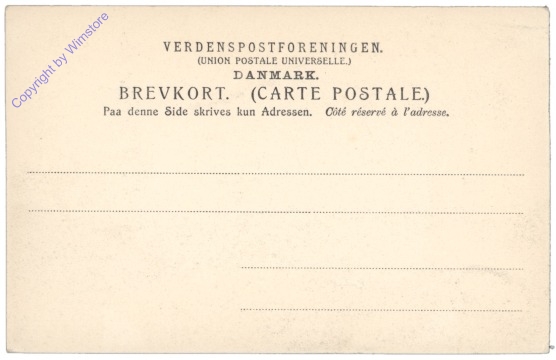 Copyright by Wimstore
VERDENSPOSTFORENINGEN.
(UNION POSTALE UNIVERSELLE.)
DANMARK.
BREVKORT. (CARTE POSTALE.)
Paa denne Side skrives kun Adressen. Côté réservé à l'adresse.